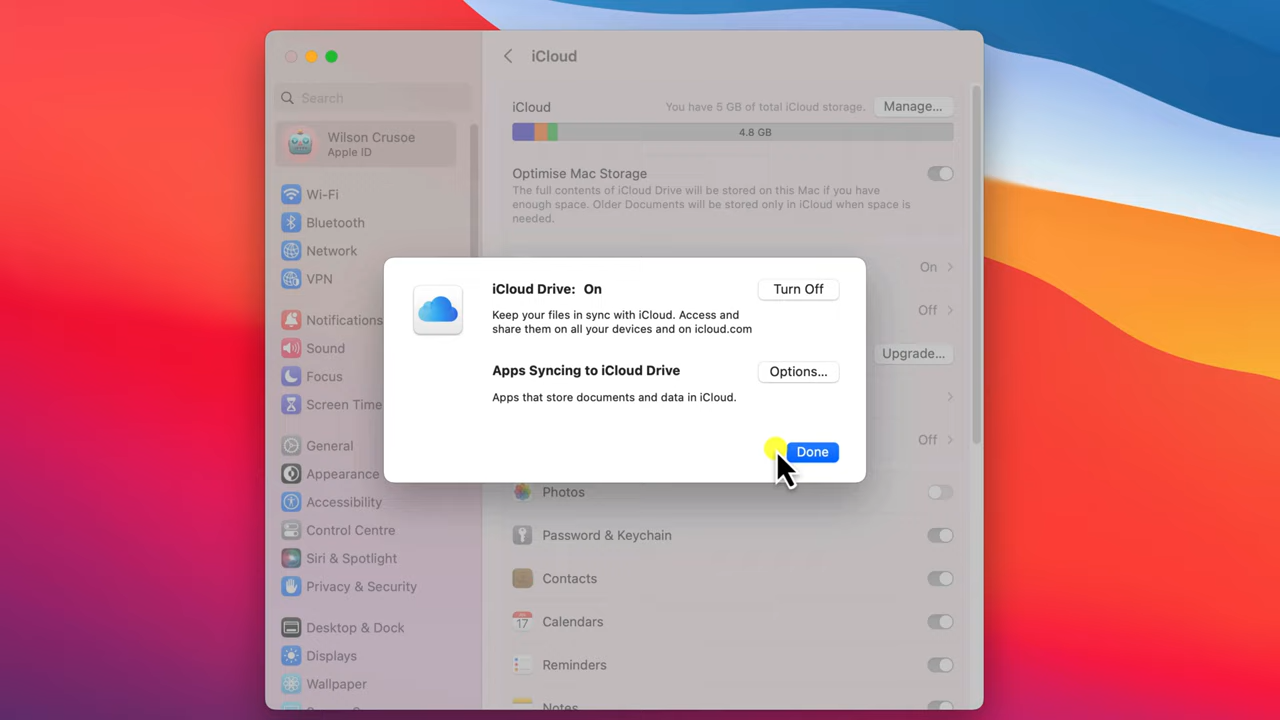 iCloud
Search
Wilson Crusoe
Apple ID
Wi-Fi
Bluetooth
Network
VPN
Notifications
Sound
Focus
Screen Time
General
Appearance
Accessibility
Control Centre
Siri & Spotlight
Privacy & Security
Desktop & Dock
Displays
Wallpaper
iCloud You have 5 GB of total iCloud storage. Manage...
4.8 GB
Optimise Mac Storage
The full contents of iCloud Drive will be stored on this Mac if you have
enough space. Older Documents will be stored only in iCloud when space is
needed.
On
Off
Upgrade...
Off
iCloud Drive: On Turn Off
Keep your files in sync with iCloud. Access and
share them on all your devices and on icloud.com
Apps Syncing to iCloud Drive Options...
Apps that store documents and data in iCloud.
Done
Photos
Password & Keychain
Contacts
17 Calendars
Reminders
Notes